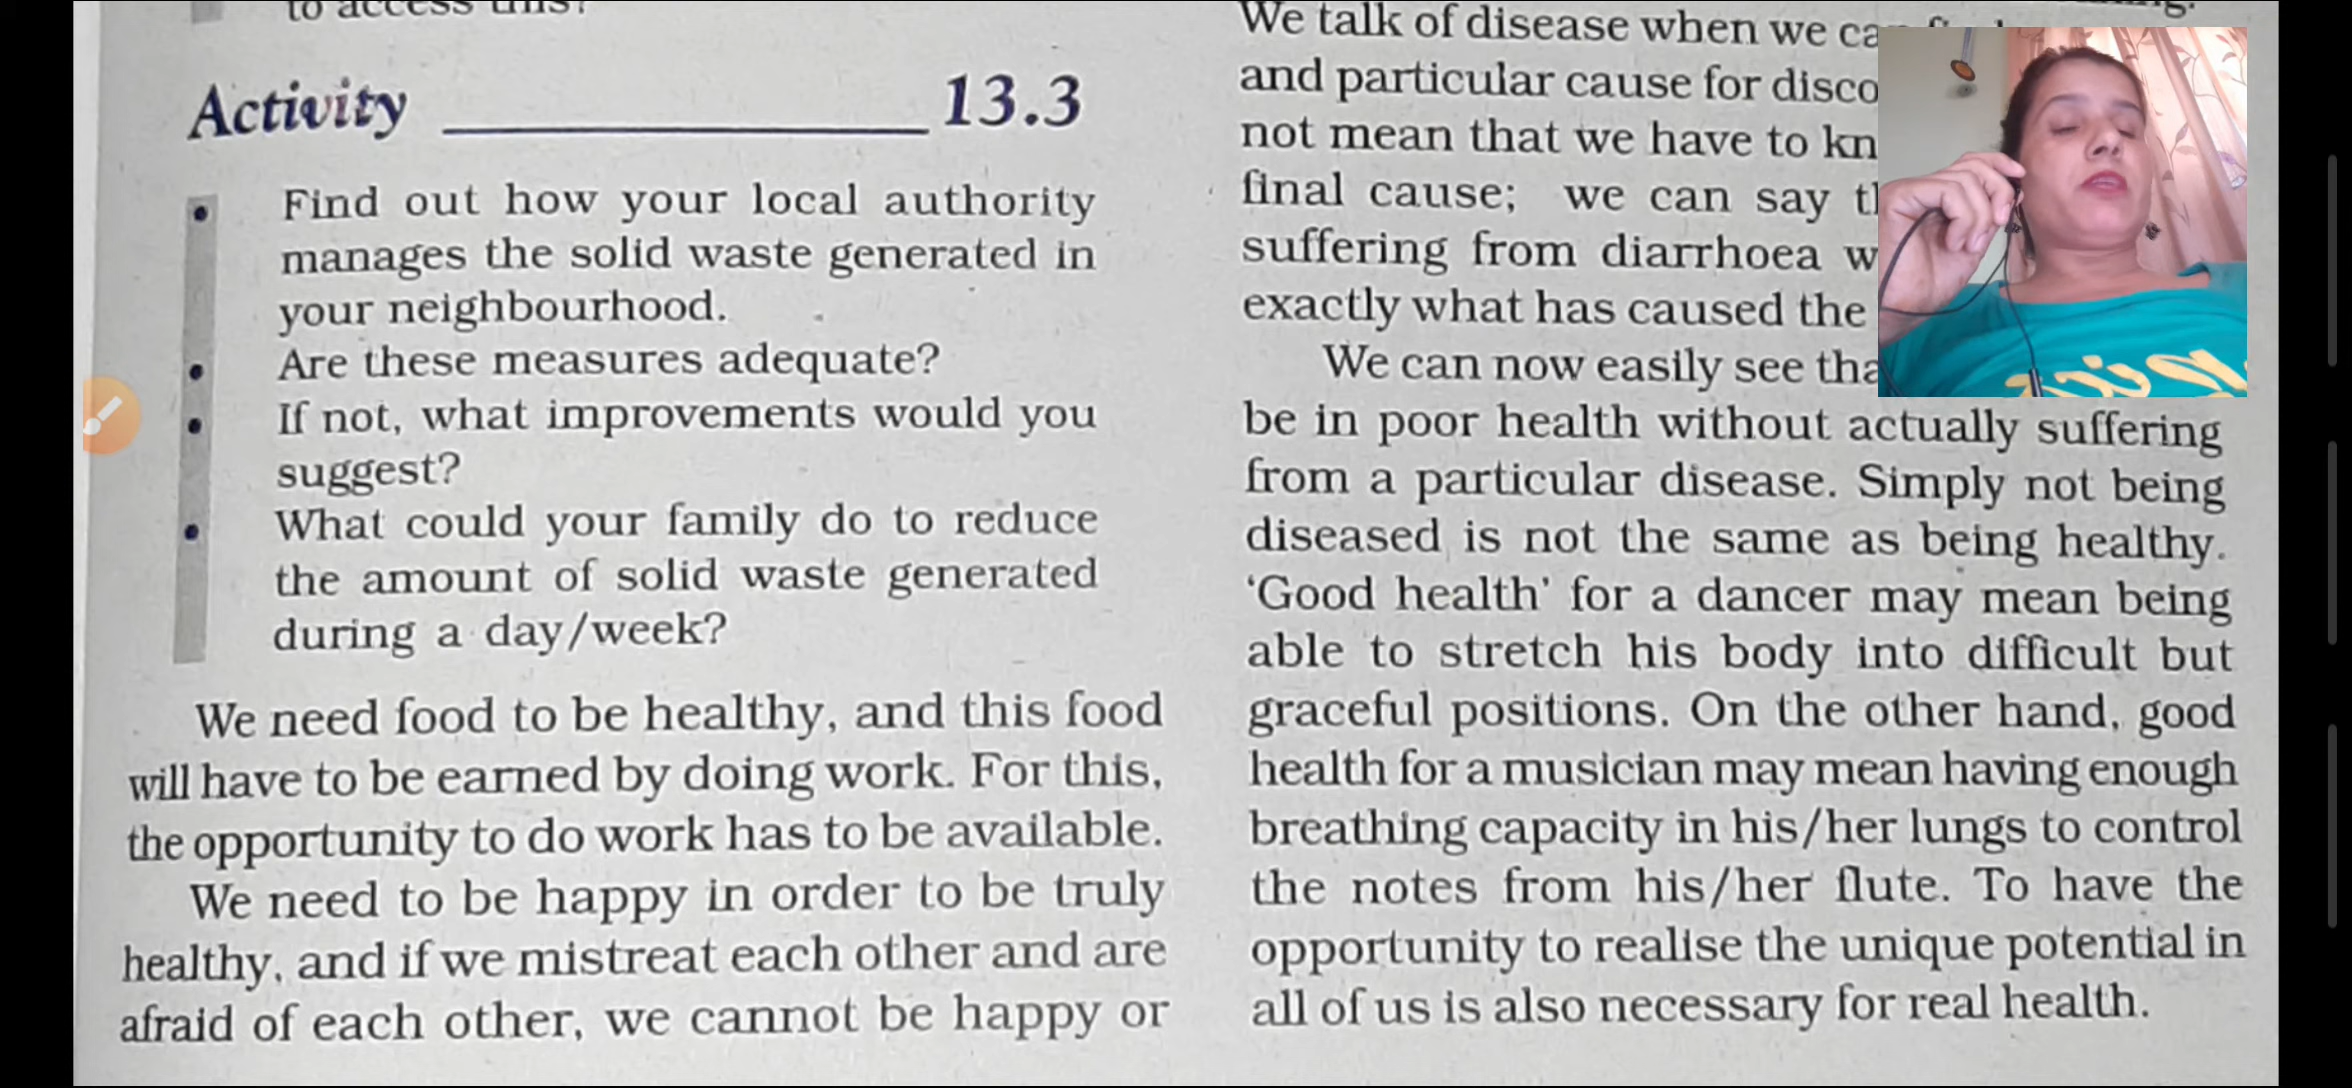 to access this?
Activity 13.3
• Find out how your local authority
manages the solid waste generated in
your neighbourhood.
• Are these measures adequate?
• If not, what improvements would you
suggest?
• What could your family do to reduce
the amount of solid waste generated
during a day/week?
We need food to be healthy, and this food
will have to be earned by doing work. For this,
the opportunity to do work has to be available.
We need to be happy in order to be truly
healthy, and if we mistreat each other and are
afraid of each other, we cannot be happy or
We talk of disease when we
and particular cause for
not mean that we have to
final cause; we can say
suffering from diarrhoea
exactly what has caused the
We can now easily see
be in poor health without actually suffering
from a particular disease. Simply not being
diseased is not the same as being healthy.
‘Good health’ for a dancer may mean being
able to stretch his body into difficult but
graceful positions. On the other hand, good
health for a musician may mean having enough
breathing capacity in his/her lungs to control
the notes from his/her flute. To have the
opportunity to realise the unique potential in
all of us is also necessary for real health.